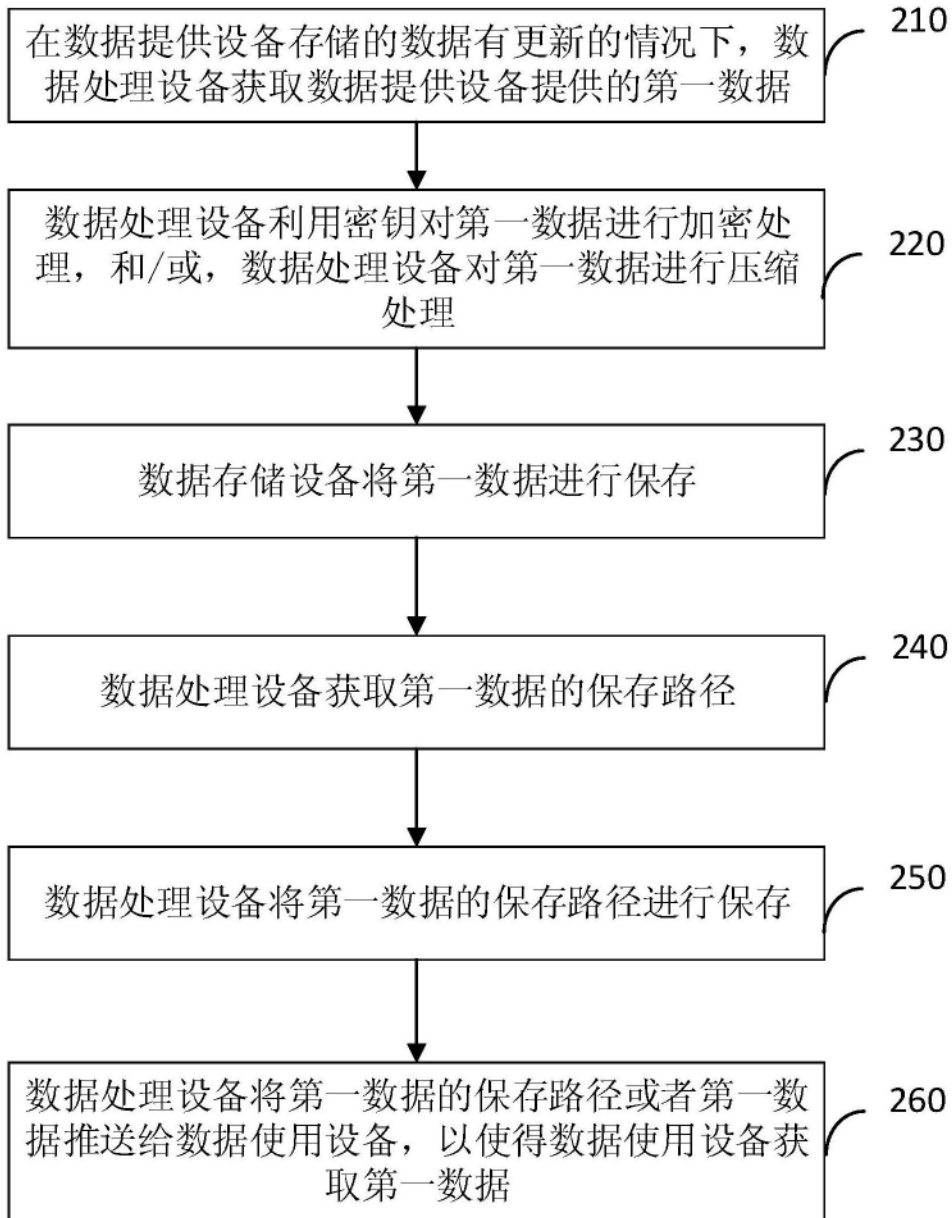 在数据提供设备存储的数据有更新的情况下，数
据处理设备获取数据提供设备提供的第一数据
210
数据处理设备利用密钥对第一数据进行加密处
理，和/或，数据处理设备对第一数据进行压缩
处理
220
数据存储设备将第一数据进行保存
230
数据处理设备获取第一数据的保存路径
240
数据处理设备将第一数据的保存路径进行保存
250
数据处理设备将第一数据的保存路径或者第一数
据推送给数据使用设备，以使得数据使用设备获
取第一数据
260